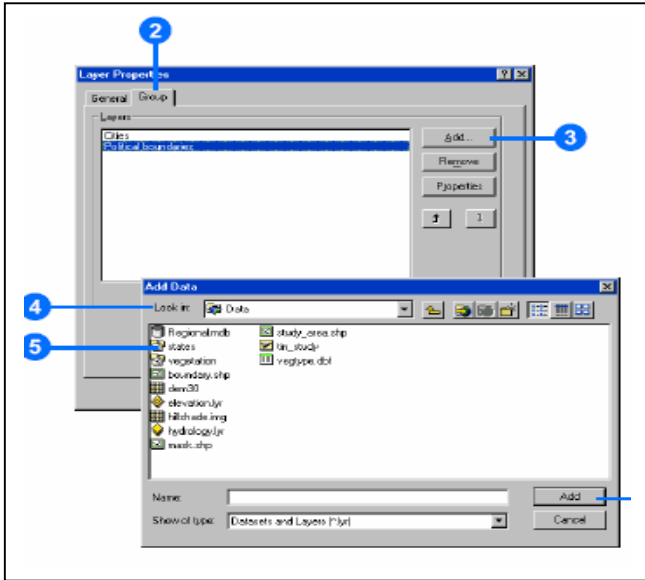 2
Layer Properties
General Group
Layers
Cities
Political boundaries
Add...
3
Remove
Properties
Add Data
4
Look in: Data
5
Regional.mdb
states
vegetation
boundary.shp
dem30
elevation.lyr
hillshade.img
hydrology.lyr
mask.shp
study_area.shp
tin_study
vegtype.dbf
Name:
Add
Show of type: Datasets and Layers (*.lyr)
Cancel